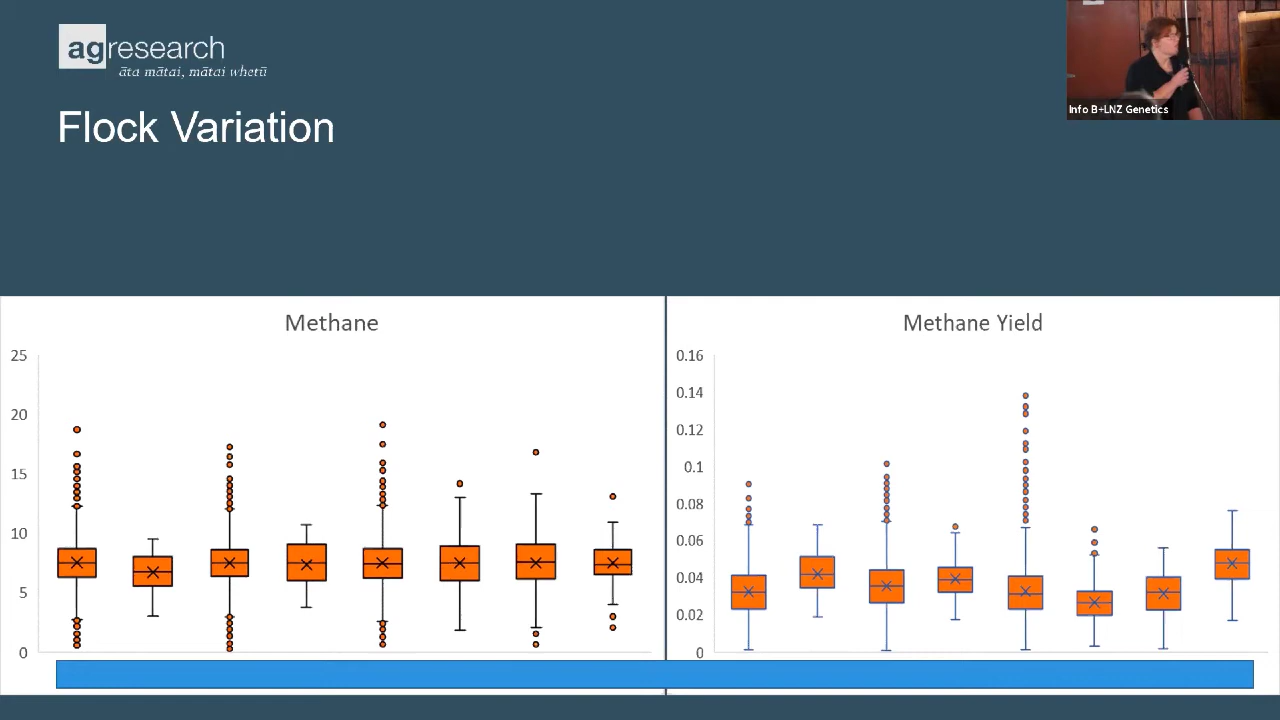 agresearch
āta mātai, mātai whetū
Info B+LNZ Genetics
Flock Variation
Methane
25
20
15
10
5
0
Methane Yield
0.16
0.14
0.12
0.1
0.08
0.06
0.04
0.02
0